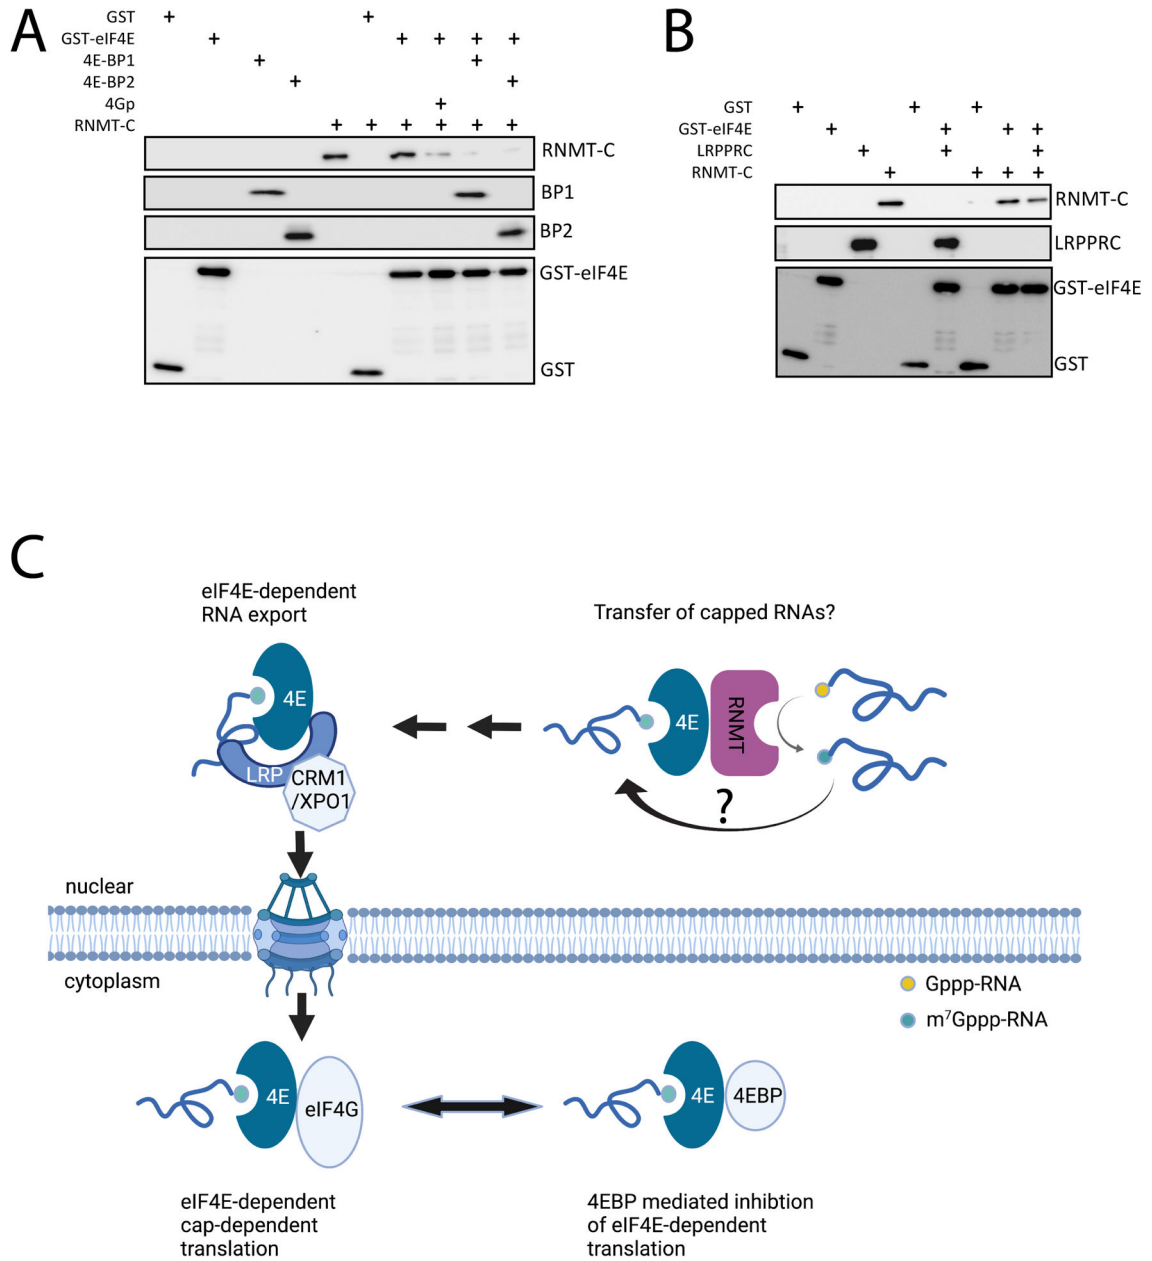 A
GST + +
GST-eIF4E + + + + +
4E-BP1 + +
4E-BP2 + +
4Gp +
RNMT-C + + + + + +
RNMT-C
BP1
BP2
GST-eIF4E
GST
B
GST + + +
GST-eIF4E + + + +
LRPPRC + + +
RNMT-C + + + +
RNMT-C
LRPPRC
GST-eIF4E
GST
C
eIF4E-dependent
RNA export
4E
LRP
CRM1
/XPO1
Transfer of capped RNAs?
4E
RNMT
?
nuclear
cytoplasm
Gppp-RNA
m⁷Gppp-RNA
4E
eIF4G
4E
4EBP
eIF4E-dependent
cap-dependent
translation
4EBP mediated inhibtion
of eIF4E-dependent
translation